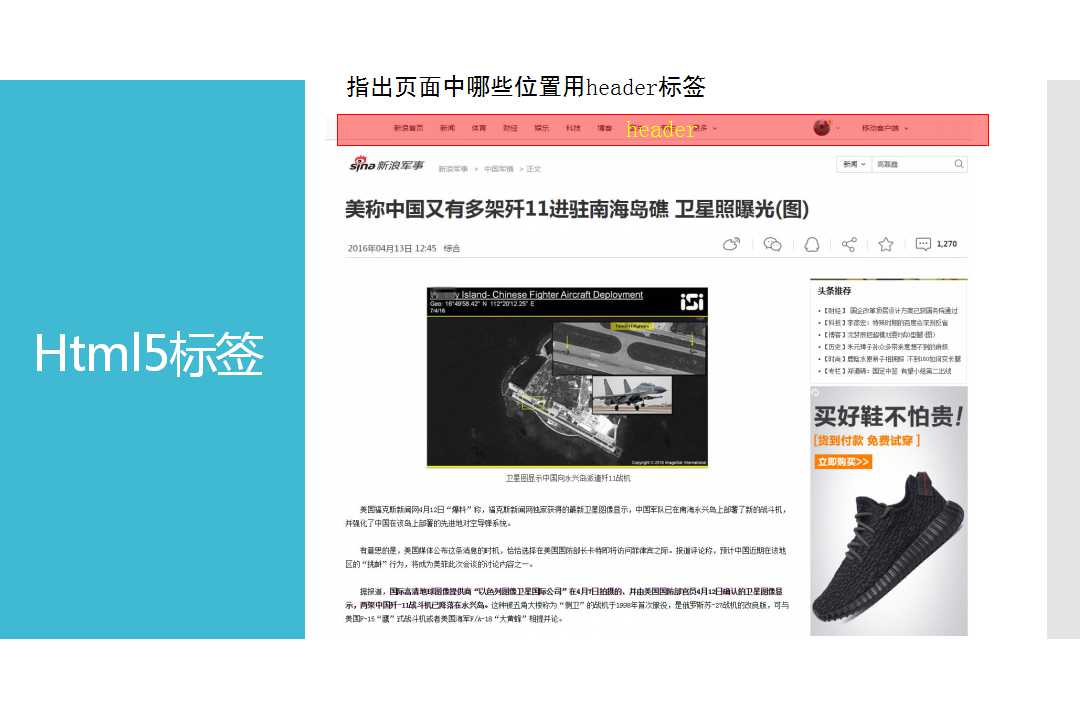 指出页面中哪些位置用header标签
Html5标签
新浪首页 新闻 体育 财经 娱乐 科技 博客
header
移动客户端
sina 新浪军事
新浪军事 > 中国军情 > 正文
新闻
美称中国又有多架歼11进驻南海岛礁 卫星照曝光(图)
2016年04月13日 12:45 综合
1,270
Island- Chinese Fighter Aircraft Deployment
Geo: 16°49'58.42" N 112°20'12.25" E
7/4/16
iSi
Copyright © 2016 ImageSat International
卫星图显示中国向永兴岛派遣歼11战机
美国福克斯新闻网4月12日“爆料”称，福克斯新闻网独家获得的最新卫星图像显示，中国军队已在南海永兴岛上部署了新的战斗机，
并强化了中国在该岛上部署的先进地对空导弹系统。
有意思的是，美国媒体公布这条消息的时机，恰恰选择在美国国防部长卡特即将访问菲律宾之际。报道评论称，预计中国近期在该地
区的“挑衅”行为，将成为美菲此次会谈的讨论内容之一。
据报道，国际高清地球图像提供商“以色列图像卫星国际公司”在4月7日拍摄的、并由美国国防部官员4月12日确认的卫星图像显
示，两架中国歼-11战斗机已降落在永兴岛。这种被五角大楼称为“侧卫”的战机于1998年首次服役，是俄罗斯苏-27战机的改良版，可与
美国F-15“鹰”式战斗机或者美国海军F/A-18“大黄蜂”相提并论。
头条推荐
买好鞋不怕贵！
[货到付款 免费试穿]
立即购买>>